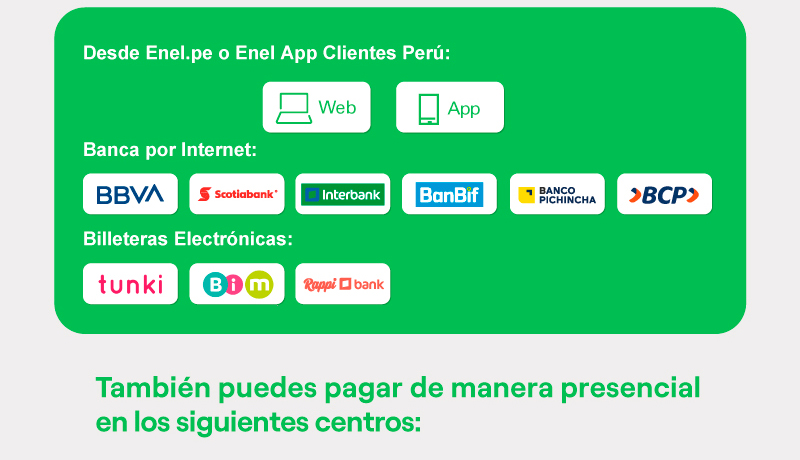 Desde Enel.pe o Enel App Clientes Perú:
Web App
Banca por Internet:
BBVA Scotiabank Interbank BanBif BANCO PICHINCHA BCP
Billeteras Electrónicas:
tunki Bim Rappi bank
También puedes pagar de manera presencial
en los siguientes centros: